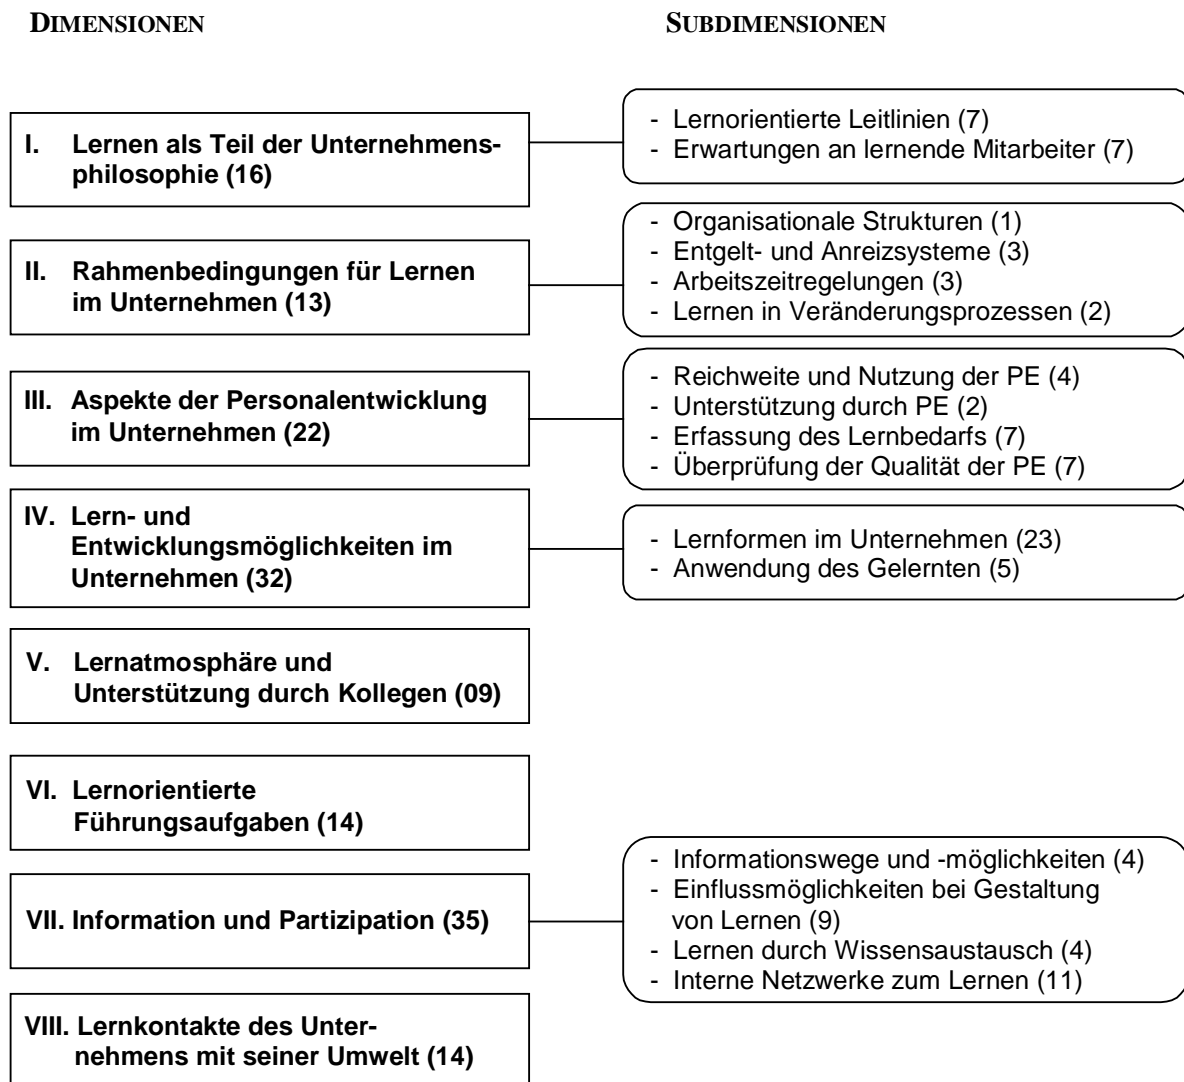 DIMENSIONEN
SUBDIMENSIONEN
I. Lernen als Teil der Unternehmens-
philosophie (16)
- Lernorientierte Leitlinien (7)
- Erwartungen an lernende Mitarbeiter (7)
II. Rahmenbedingungen für Lernen
im Unternehmen (13)
- Organisationale Strukturen (1)
- Entgelt- und Anreizsysteme (3)
- Arbeitszeitregelungen (3)
- Lernen in Veränderungsprozessen (2)
III. Aspekte der Personalentwicklung
im Unternehmen (22)
- Reichweite und Nutzung der PE (4)
- Unterstützung durch PE (2)
- Erfassung des Lernbedarfs (7)
- Überprüfung der Qualität der PE (7)
IV. Lern- und
Entwicklungsmöglichkeiten im
Unternehmen (32)
- Lernformen im Unternehmen (23)
- Anwendung des Gelernten (5)
V. Lernatmosphäre und
Unterstützung durch Kollegen (09)
VI. Lernorientierte
Führungsaufgaben (14)
VII. Information und Partizipation (35)
- Informationswege und -möglichkeiten (4)
- Einflussmöglichkeiten bei Gestaltung
von Lernen (9)
- Lernen durch Wissensaustausch (4)
- Interne Netzwerke zum Lernen (11)
VIII. Lernkontakte des Unter-
nehmens mit seiner Umwelt (14)